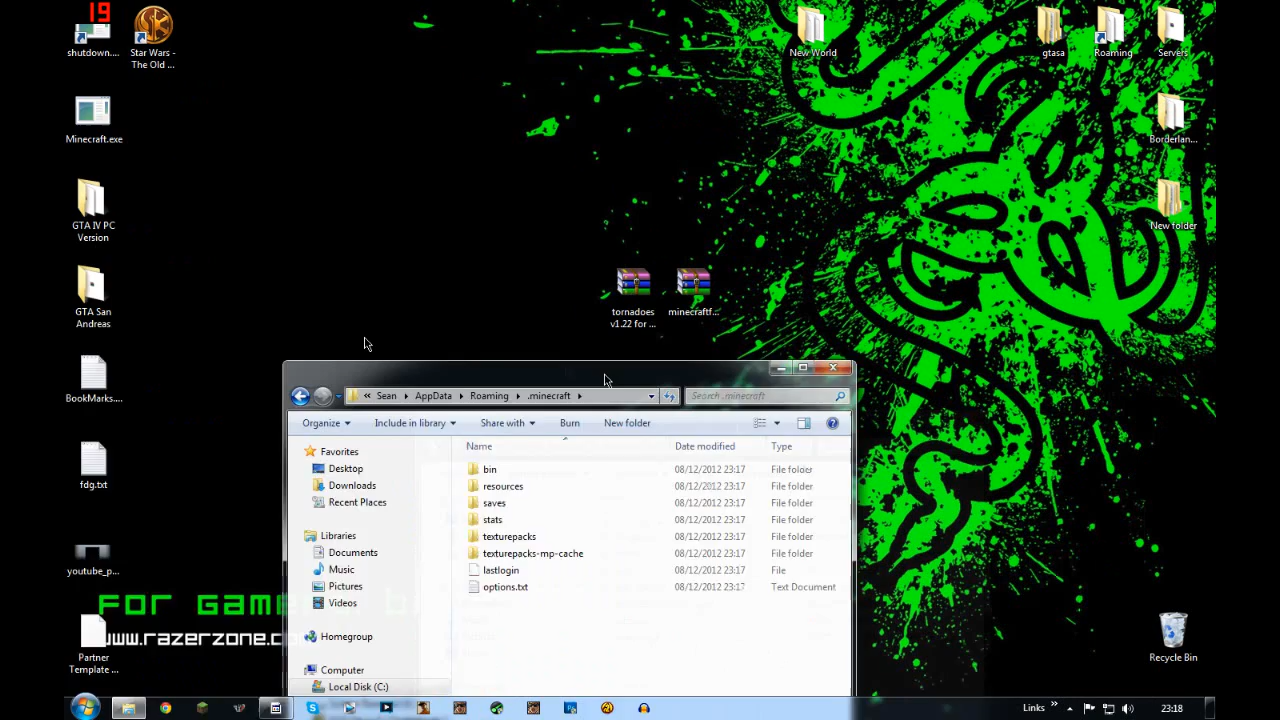 19
shutdown....
Star Wars -
The Old ...
New World
gtasa
Roaming
Servers
Minecraft.exe
Borderlan...
GTA IV PC
Version
New folder
GTA San
Andreas
tornadoes
v1.22 for ...
minecraftf...
BookMarks....
fdg.txt
youtube_p...
FOR GAME
www.razerzone.co
Partner
Template ...
Recycle Bin
« Sean AppData Roaming .minecraft
Search .minecraft
Organize Include in library Share with Burn New folder
Name Date modified Type
Favorites
Desktop
Downloads
Recent Places
Libraries
Documents
Music
Pictures
Videos
Homegroup
Computer
Local Disk (C:)
bin 08/12/2012 23:17 File folder
resources 08/12/2012 23:17 File folder
saves 08/12/2012 23:17 File folder
stats 08/12/2012 23:17 File folder
texturepacks 08/12/2012 23:17 File folder
texturepacks-mp-cache 08/12/2012 23:17 File folder
lastlogin 08/12/2012 23:17 File
options.txt 08/12/2012 23:17 Text Document
Links » 23:18